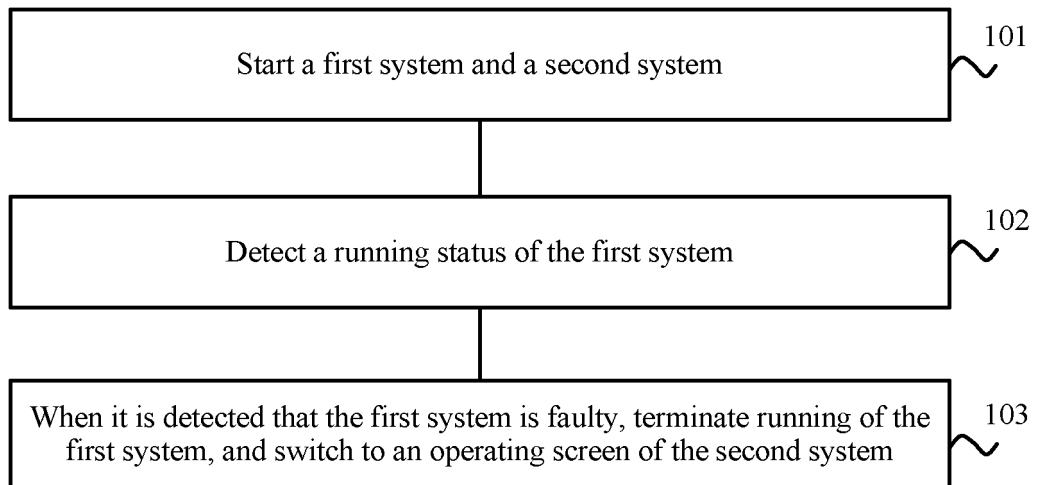 101
Start a first system and a second system
102
Detect a running status of the first system
103
When it is detected that the first system is faulty, terminate running of the
first system, and switch to an operating screen of the second system